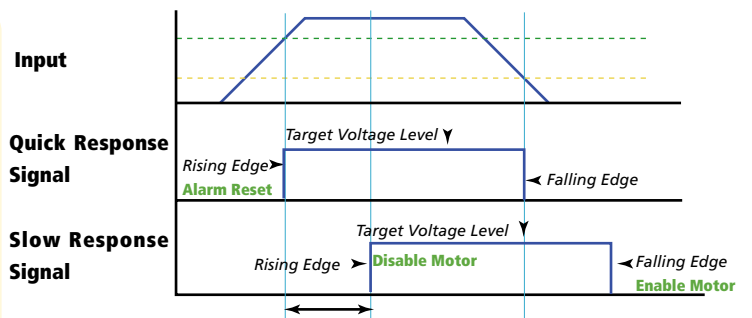 Input
Quick Response
Signal
Target Voltage Level
Rising Edge
Alarm Reset
Falling Edge
Slow Response
Signal
Target Voltage Level
Rising Edge
Disable Motor
Falling Edge
Enable Motor